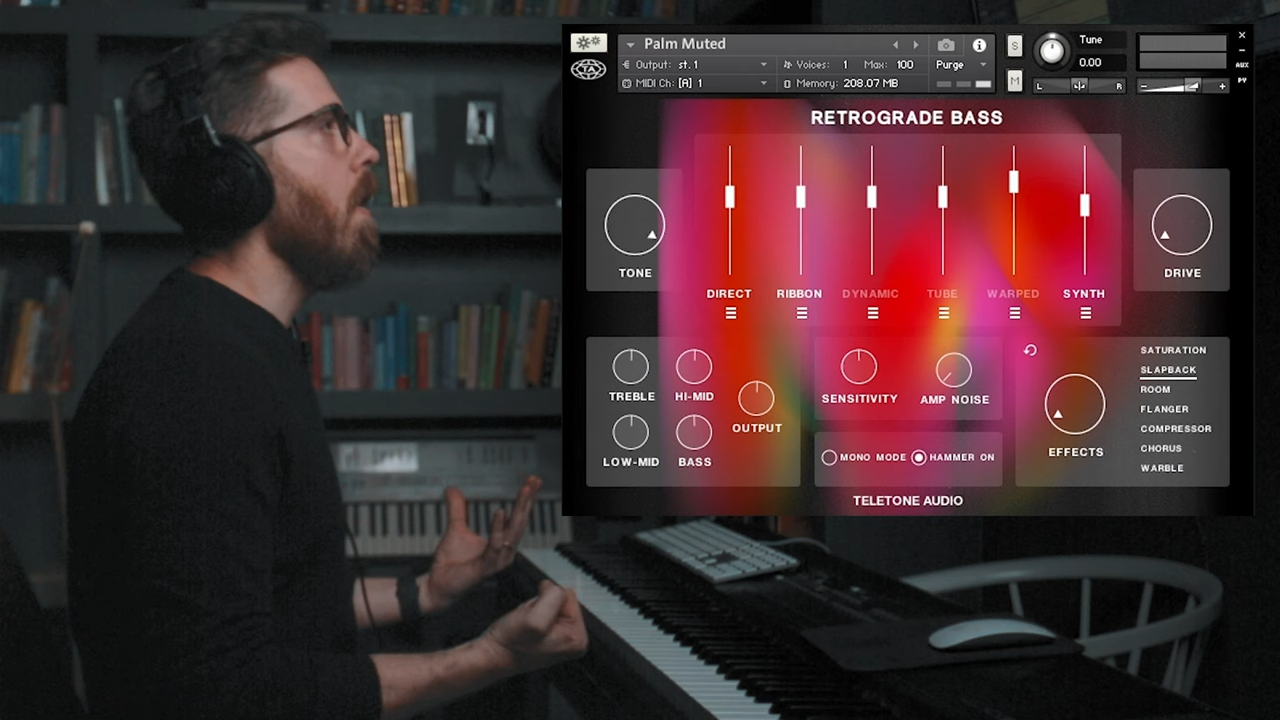 Palm Muted
S
Tune
Output: st.1
Voices: 1 Max: 100
Purge
0.00
AUX
MIDI Ch: [A] 1
Memory: 208.07 MB
M
L
R
PV
RETROGRADE BASS
TONE
DRIVE
DIRECT
RIBBON
DYNAMIC
TUBE
WARPED
SYNTH
TREBLE
HI-MID
OUTPUT
LOW-MID
BASS
SENSITIVITY
AMP NOISE
MONO MODE
HAMMER ON
EFFECTS
SATURATION
SLAPBACK
ROOM
FLANGER
COMPRESSOR
CHORUS
WARBLE
TELETONE AUDIO